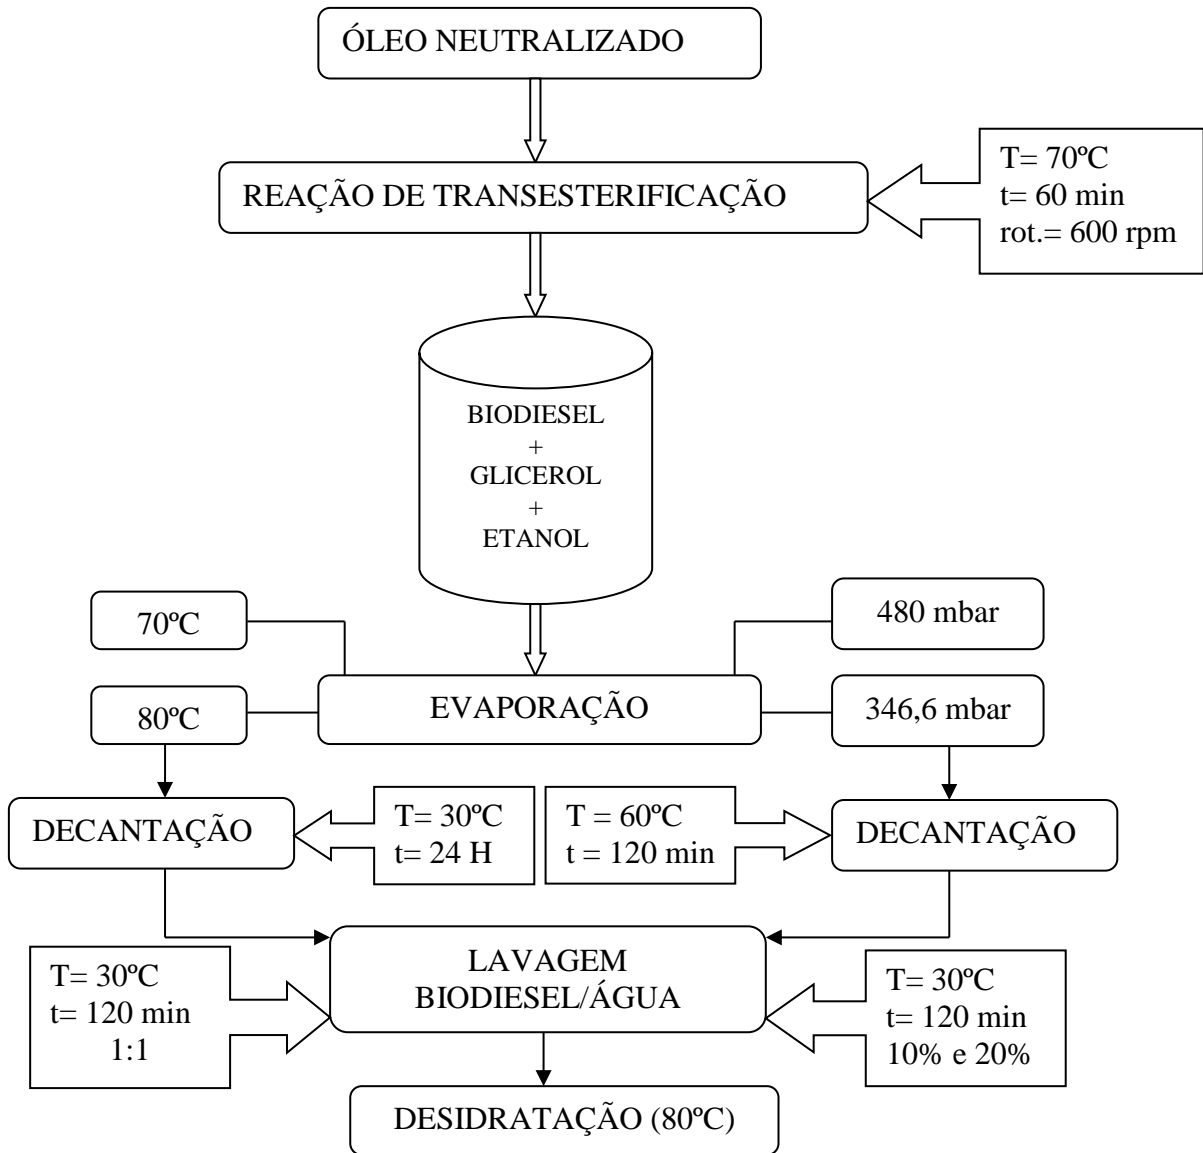 ÓLEO NEUTRALIZADO
REAÇÃO DE TRANSESTERIFICAÇÃO
T= 70ºC
t= 60 min
rot.= 600 rpm
BIODIESEL
+
GLICEROL
+
ETANOL
70ºC
480 mbar
EVAPORAÇÃO
80ºC
346,6 mbar
DECANTAÇÃO
T= 30ºC
t= 24 H
T = 60ºC
t = 120 min
DECANTAÇÃO
T= 30ºC
t= 120 min
1:1
LAVAGEM
BIODIESEL/ÁGUA
T= 30ºC
t= 120 min
10% e 20%
DESIDRATAÇÃO (80ºC)